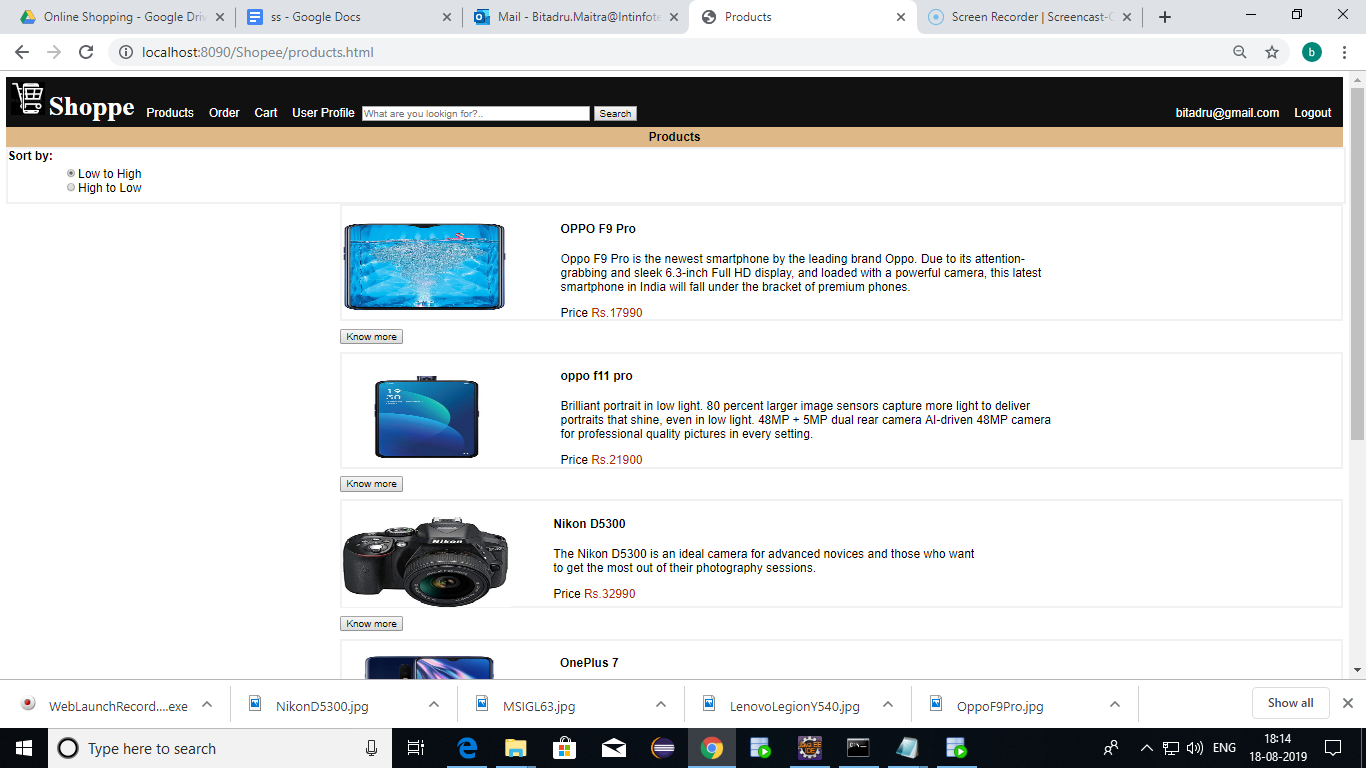 Online Shopping - Google Driv
ss - Google Docs
Mail - Bitadru.Maitra@Intinfote
Products
Screen Recorder | Screencast-O
localhost:8090/Shopee/products.html
b
Shoppe
Products
Order
Cart
User Profile
What are you lookign for?..
Search
bitadru@gmail.com
Logout
Products
Sort by:
Low to High
High to Low
OPPO F9 Pro
Oppo F9 Pro is the newest smartphone by the leading brand Oppo. Due to its attention-
grabbing and sleek 6.3-inch Full HD display, and loaded with a powerful camera, this latest
smartphone in India will fall under the bracket of premium phones.
Price Rs.17990
Know more
19
30
oppo f11 pro
Brilliant portrait in low light. 80 percent larger image sensors capture more light to deliver
portraits that shine, even in low light. 48MP + 5MP dual rear camera AI-driven 48MP camera
for professional quality pictures in every setting.
Price Rs.21900
Know more
Nikon
Nikon D5300
The Nikon D5300 is an ideal camera for advanced novices and those who want
to get the most out of their photography sessions.
Price Rs.32990
Know more
OnePlus 7
WebLaunchRecord....exe
NikonD5300.jpg
MSIGL63.jpg
LenovoLegionY540.jpg
OppoF9Pro.jpg
Show all
Type here to search
ENG
18:14
18-08-2019